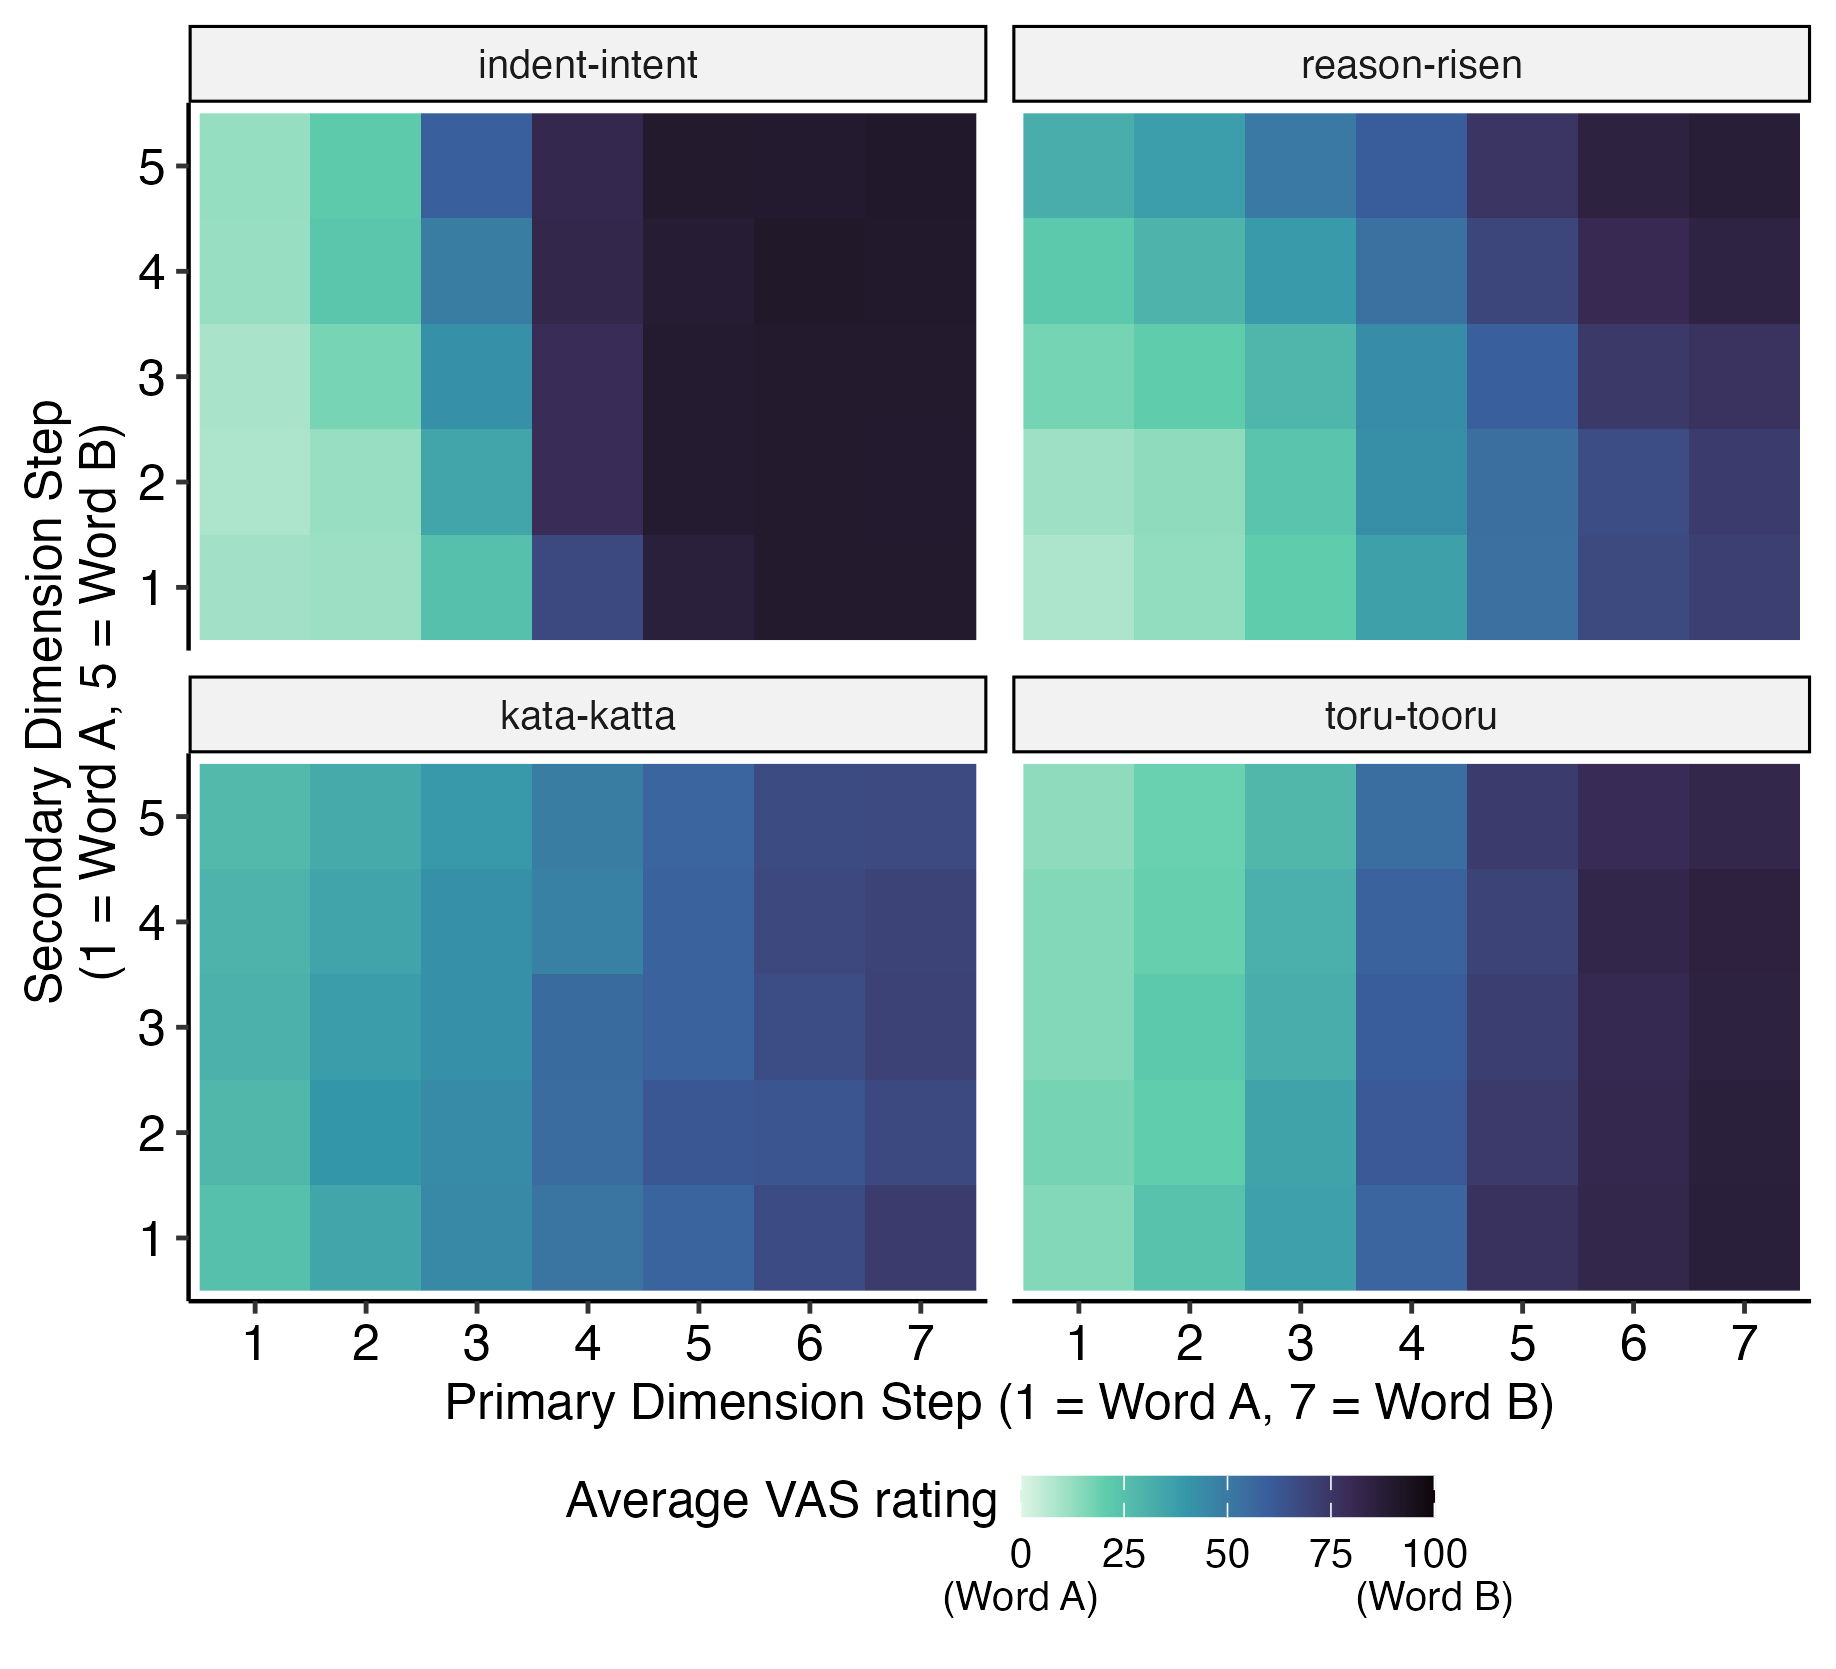 indent-intent
reason-risen
5
4
3
2
1
kata-katta
toru-tooru
5
4
3
2
1
Secondary Dimension Step
(1 = Word A, 5 = Word B)
1 2 3 4 5 6 7
1 2 3 4 5 6 7
Primary Dimension Step (1 = Word A, 7 = Word B)
Average VAS rating
0 25 50 75 100
(Word A) (Word B)